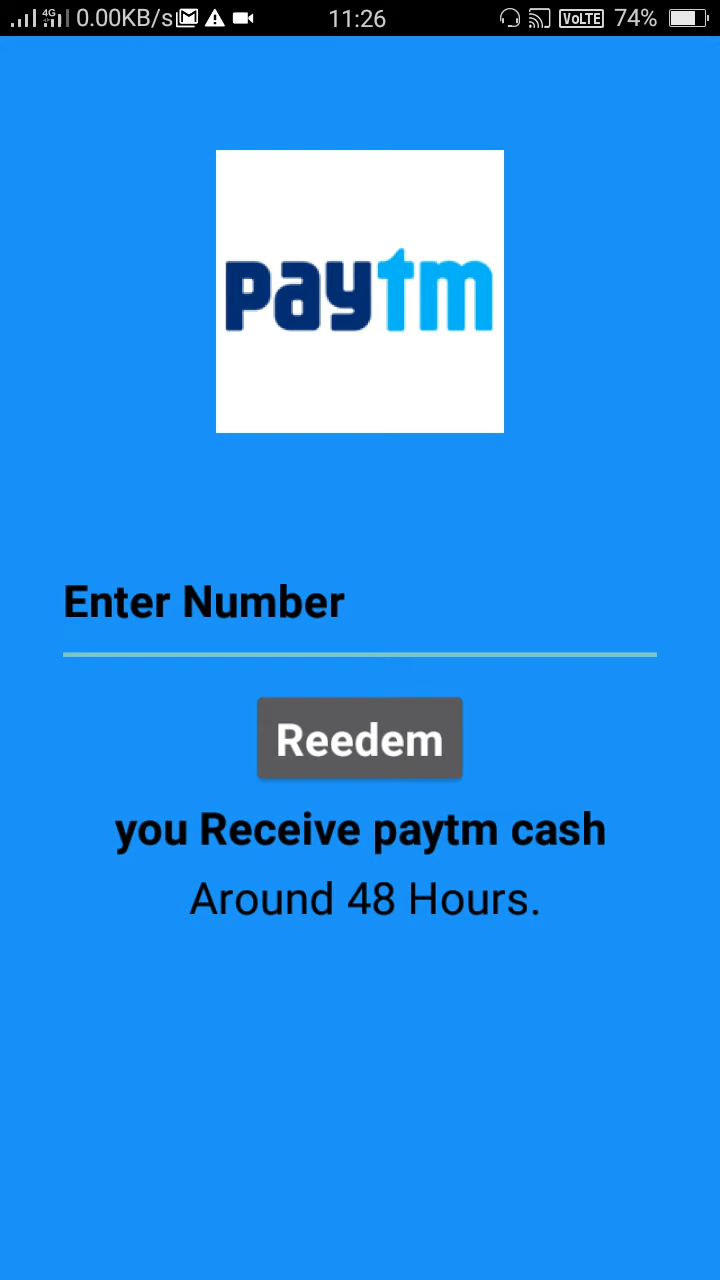 4G 0.00KB/s 11:26 VoLTE 74%
paytm
Enter Number
Reedem
you Receive paytm cash
Around 48 Hours.